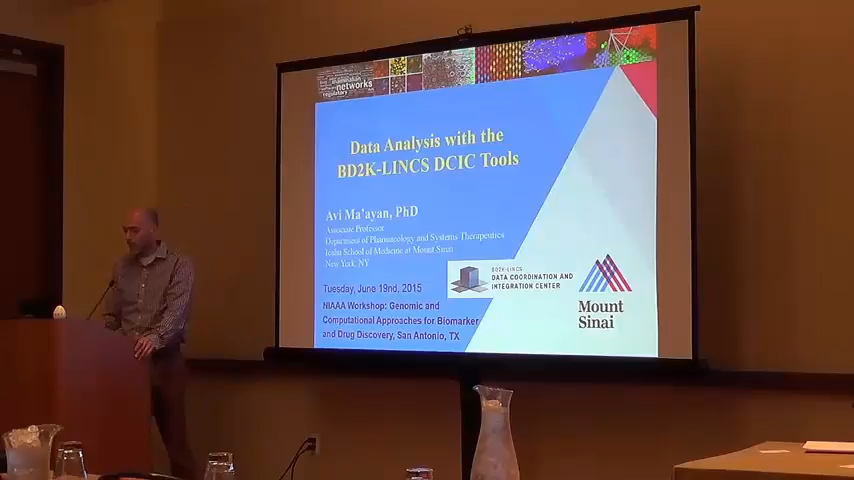 mammalian
networks
regulatory
Data Analysis with the
BD2K-LINCS DCIC Tools
Avi Ma'ayan, PhD
Associate Professor
Department of Pharmacology and Systems Therapeutics
Icahn School of Medicine at Mount Sinai
New York, NY
BD2K-LINCS
DATA COORDINATION AND
INTEGRATION CENTER
Tuesday, June 19nd, 2015
NIAAA Workshop: Genomic and
Computational Approaches for Biomarker
and Drug Discovery, San Antonio, TX
Mount
Sinai